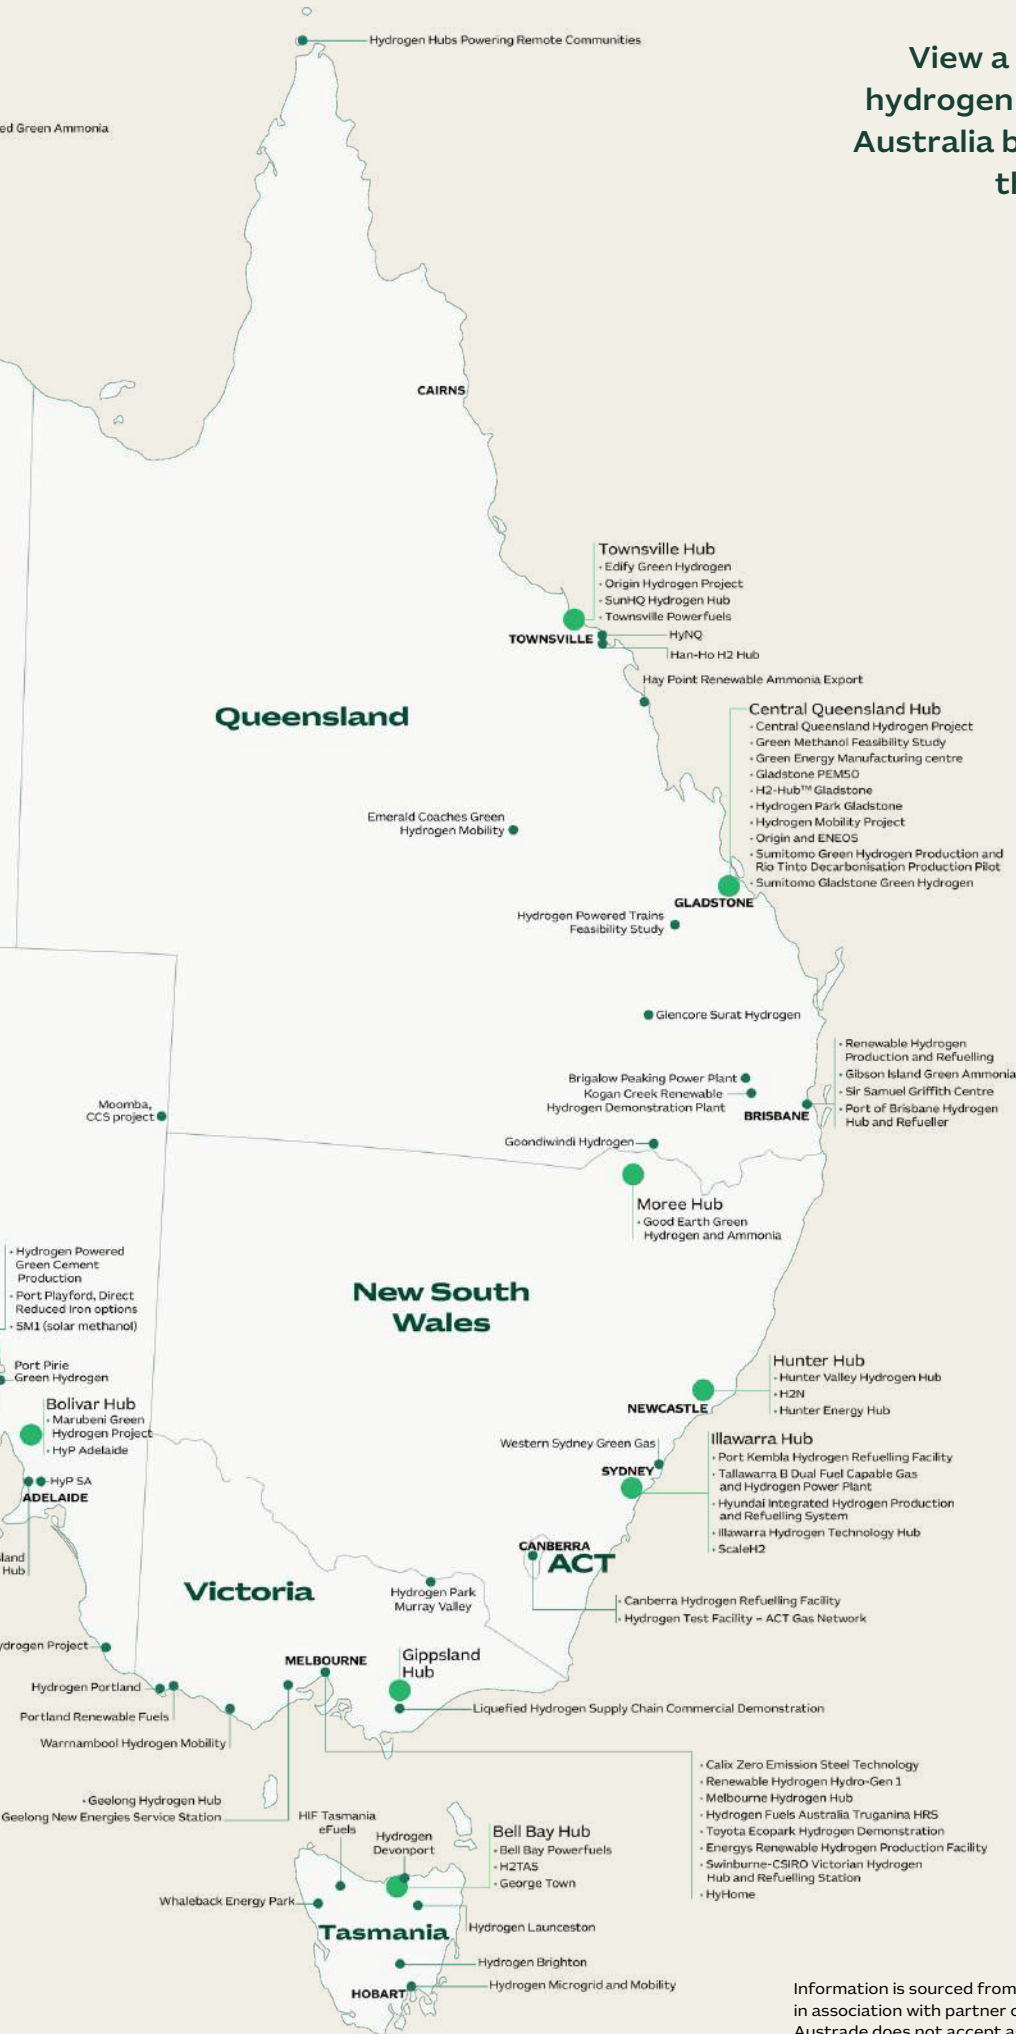 Hydrogen Hubs Powering Remote Communities
View a
hydrogen
Australia b
th
ed Green Ammonia
CAIRNS
Townsville Hub
• Edify Green Hydrogen
• Origin Hydrogen Project
• SunHQ Hydrogen Hub
• Townsville Powerfuels
TOWNSVILLE
HyNQ
Han-Ho H2 Hub
Hay Point Renewable Ammonia Export
Queensland
Central Queensland Hub
• Central Queensland Hydrogen Project
• Green Methanol Feasibility Study
• Green Energy Manufacturing centre
• Gladstone PEM50
• H2-Hub™ Gladstone
• Hydrogen Park Gladstone
• Hydrogen Mobility Project
• Origin and ENEOS
• Sumitomo Green Hydrogen Production and
Rio Tinto Decarbonisation Production Pilot
• Sumitomo Gladstone Green Hydrogen
Emerald Coaches Green
Hydrogen Mobility
GLADSTONE
Hydrogen Powered Trains
Feasibility Study
Glencore Surat Hydrogen
• Renewable Hydrogen
Production and Refuelling
• Gibson Island Green Ammonia
• Sir Samuel Griffith Centre
• Port of Brisbane Hydrogen
Hub and Refueller
Brigalow Peaking Power Plant
Kogan Creek Renewable
Hydrogen Demonstration Plant
BRISBANE
Moomba,
CCS project
Goondiwindi Hydrogen
Moree Hub
• Good Earth Green
Hydrogen and Ammonia
• Hydrogen Powered
Green Cement
Production
• Port Playford, Direct
Reduced Iron options
• SM1 (solar methanol)
New South
Wales
Port Pirie
Green Hydrogen
Bolivar Hub
• Marubeni Green
Hydrogen Project
• HyP Adelaide
HyP SA
ADELAIDE
Hunter Hub
• Hunter Valley Hydrogen Hub
• H2N
• Hunter Energy Hub
NEWCASTLE
Western Sydney Green Gas
SYDNEY
Illawarra Hub
• Port Kembla Hydrogen Refuelling Facility
• Tallawarra B Dual Fuel Capable Gas
and Hydrogen Power Plant
• Hyundai Integrated Hydrogen Production
and Refuelling System
• Illawarra Hydrogen Technology Hub
• ScaleH2
sland
Hub
CANBERRA
ACT
• Canberra Hydrogen Refuelling Facility
• Hydrogen Test Facility – ACT Gas Network
Victoria
Hydrogen Park
Murray Valley
ydrogen Project
MELBOURNE
Gippsland
Hub
Hydrogen Portland
Liquefied Hydrogen Supply Chain Commercial Demonstration
Portland Renewable Fuels
Warrnambool Hydrogen Mobility
• Calix Zero Emission Steel Technology
• Renewable Hydrogen Hydro-Gen 1
• Melbourne Hydrogen Hub
• Hydrogen Fuels Australia Truganina HRS
• Toyota Ecopark Hydrogen Demonstration
• Energys Renewable Hydrogen Production Facility
• Swinburne-CSIRO Victorian Hydrogen
Hub and Refuelling Station
• HyHome
• Geelong Hydrogen Hub
Geelong New Energies Service Station
HIF Tasmania
eFuels
Hydrogen
Devonport
Bell Bay Hub
• Bell Bay Powerfuels
• H2TAS
• George Town
Whaleback Energy Park
Tasmania
Hydrogen Launceston
Hydrogen Brighton
Hydrogen Microgrid and Mobility
HOBART
Information is sourced from
in association with partner o
Austrade does not accept a